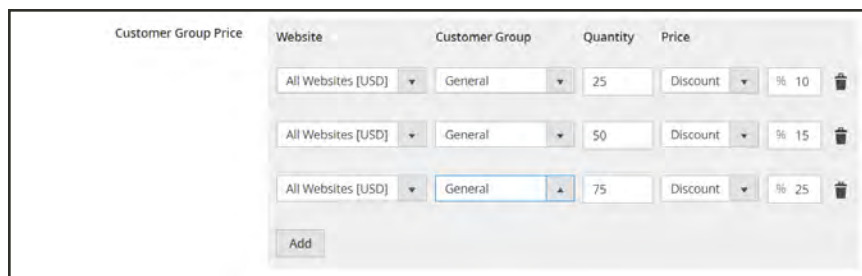 Customer Group Price Website Customer Group Quantity Price
All Websites [USD] General 25 Discount % 10
All Websites [USD] General 50 Discount % 15
All Websites [USD] General 75 Discount % 25
Add